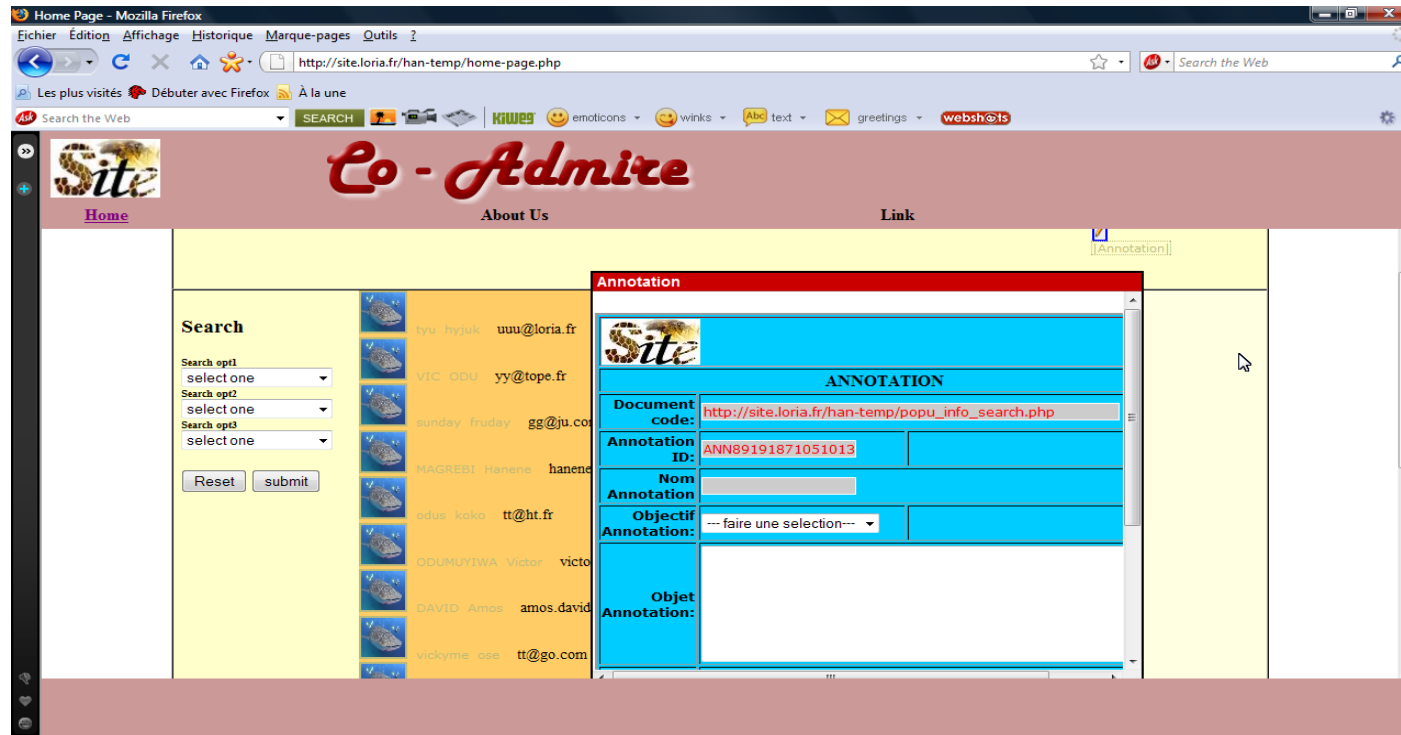 Home Page - Mozilla Firefox
Eichier Édition Affichage Historique Marque-pages Outils ?
http://site.loria.fr/han-temp/home-page.php
Search the Web
Les plus visités Débuter avec Firefox À la une
Search the Web SEARCH KIWEE emoticons winks text greetings webshots
Site
Co - Admire
Home About Us Link
[Annotation]
Search
Search opt1
select one
Search opt2
select one
Search opt3
select one
Reset submit
tyu hyjuk uuu@loria.fr
VIC ODU yy@tope.fr
sunday fruday gg@ju.co
MAGREBI Hanene hanene
odus koko tt@ht.fr
ODUMUYIWA Victor victo
DAVID Amos amos.david
vickyme ose tt@go.com
Annotation
Site
ANNOTATION
Document code: http://site.loria.fr/han-temp/popu_info_search.php
Annotation ID: ANN89191871051013
Nom Annotation
Objectif Annotation: --- faire une selection---
Objet Annotation: